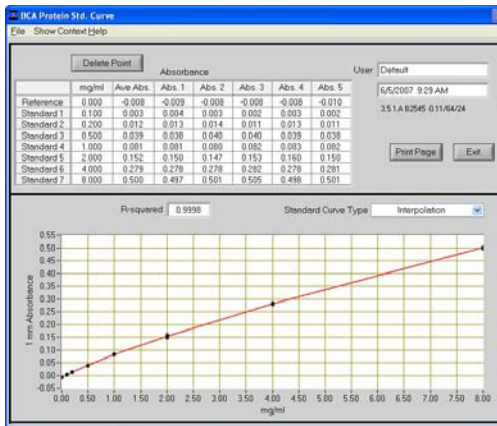 BCA Protein Std. Curve
File Show Context Help
Delete Point
Absorbance
User Default
6/5/2007 9:29 AM
3.5.1 A B2545 -0.11/64/24
Print Page Exit
mg/ml Ave Abs. Abs. 1 Abs. 2 Abs. 3 Abs. 4 Abs. 5
Reference 0.000 -0.008 -0.009 -0.008 -0.008 -0.008 -0.010
Standard 1 0.100 0.003 0.004 0.003 0.002 0.003 0.002
Standard 2 0.200 0.012 0.013 0.014 0.011 0.013 0.011
Standard 3 0.500 0.039 0.038 0.040 0.040 0.039 0.038
Standard 4 1.000 0.081 0.081 0.080 0.082 0.083 0.082
Standard 5 2.000 0.152 0.150 0.147 0.153 0.160 0.150
Standard 6 4.000 0.279 0.278 0.278 0.282 0.278 0.281
Standard 7 8.000 0.500 0.497 0.501 0.505 0.498 0.501
R-squared 0.9998
Standard Curve Type Interpolation
1 mm Absorbance
0.55
0.50
0.45
0.40
0.35
0.30
0.25
0.20
0.15
0.10
0.05
0.00
-0.05
0.00 0.50 1.00 1.50 2.00 2.50 3.00 3.50 4.00 4.50 5.00 5.50 6.00 6.50 7.00 7.50 8.00
mg/ml